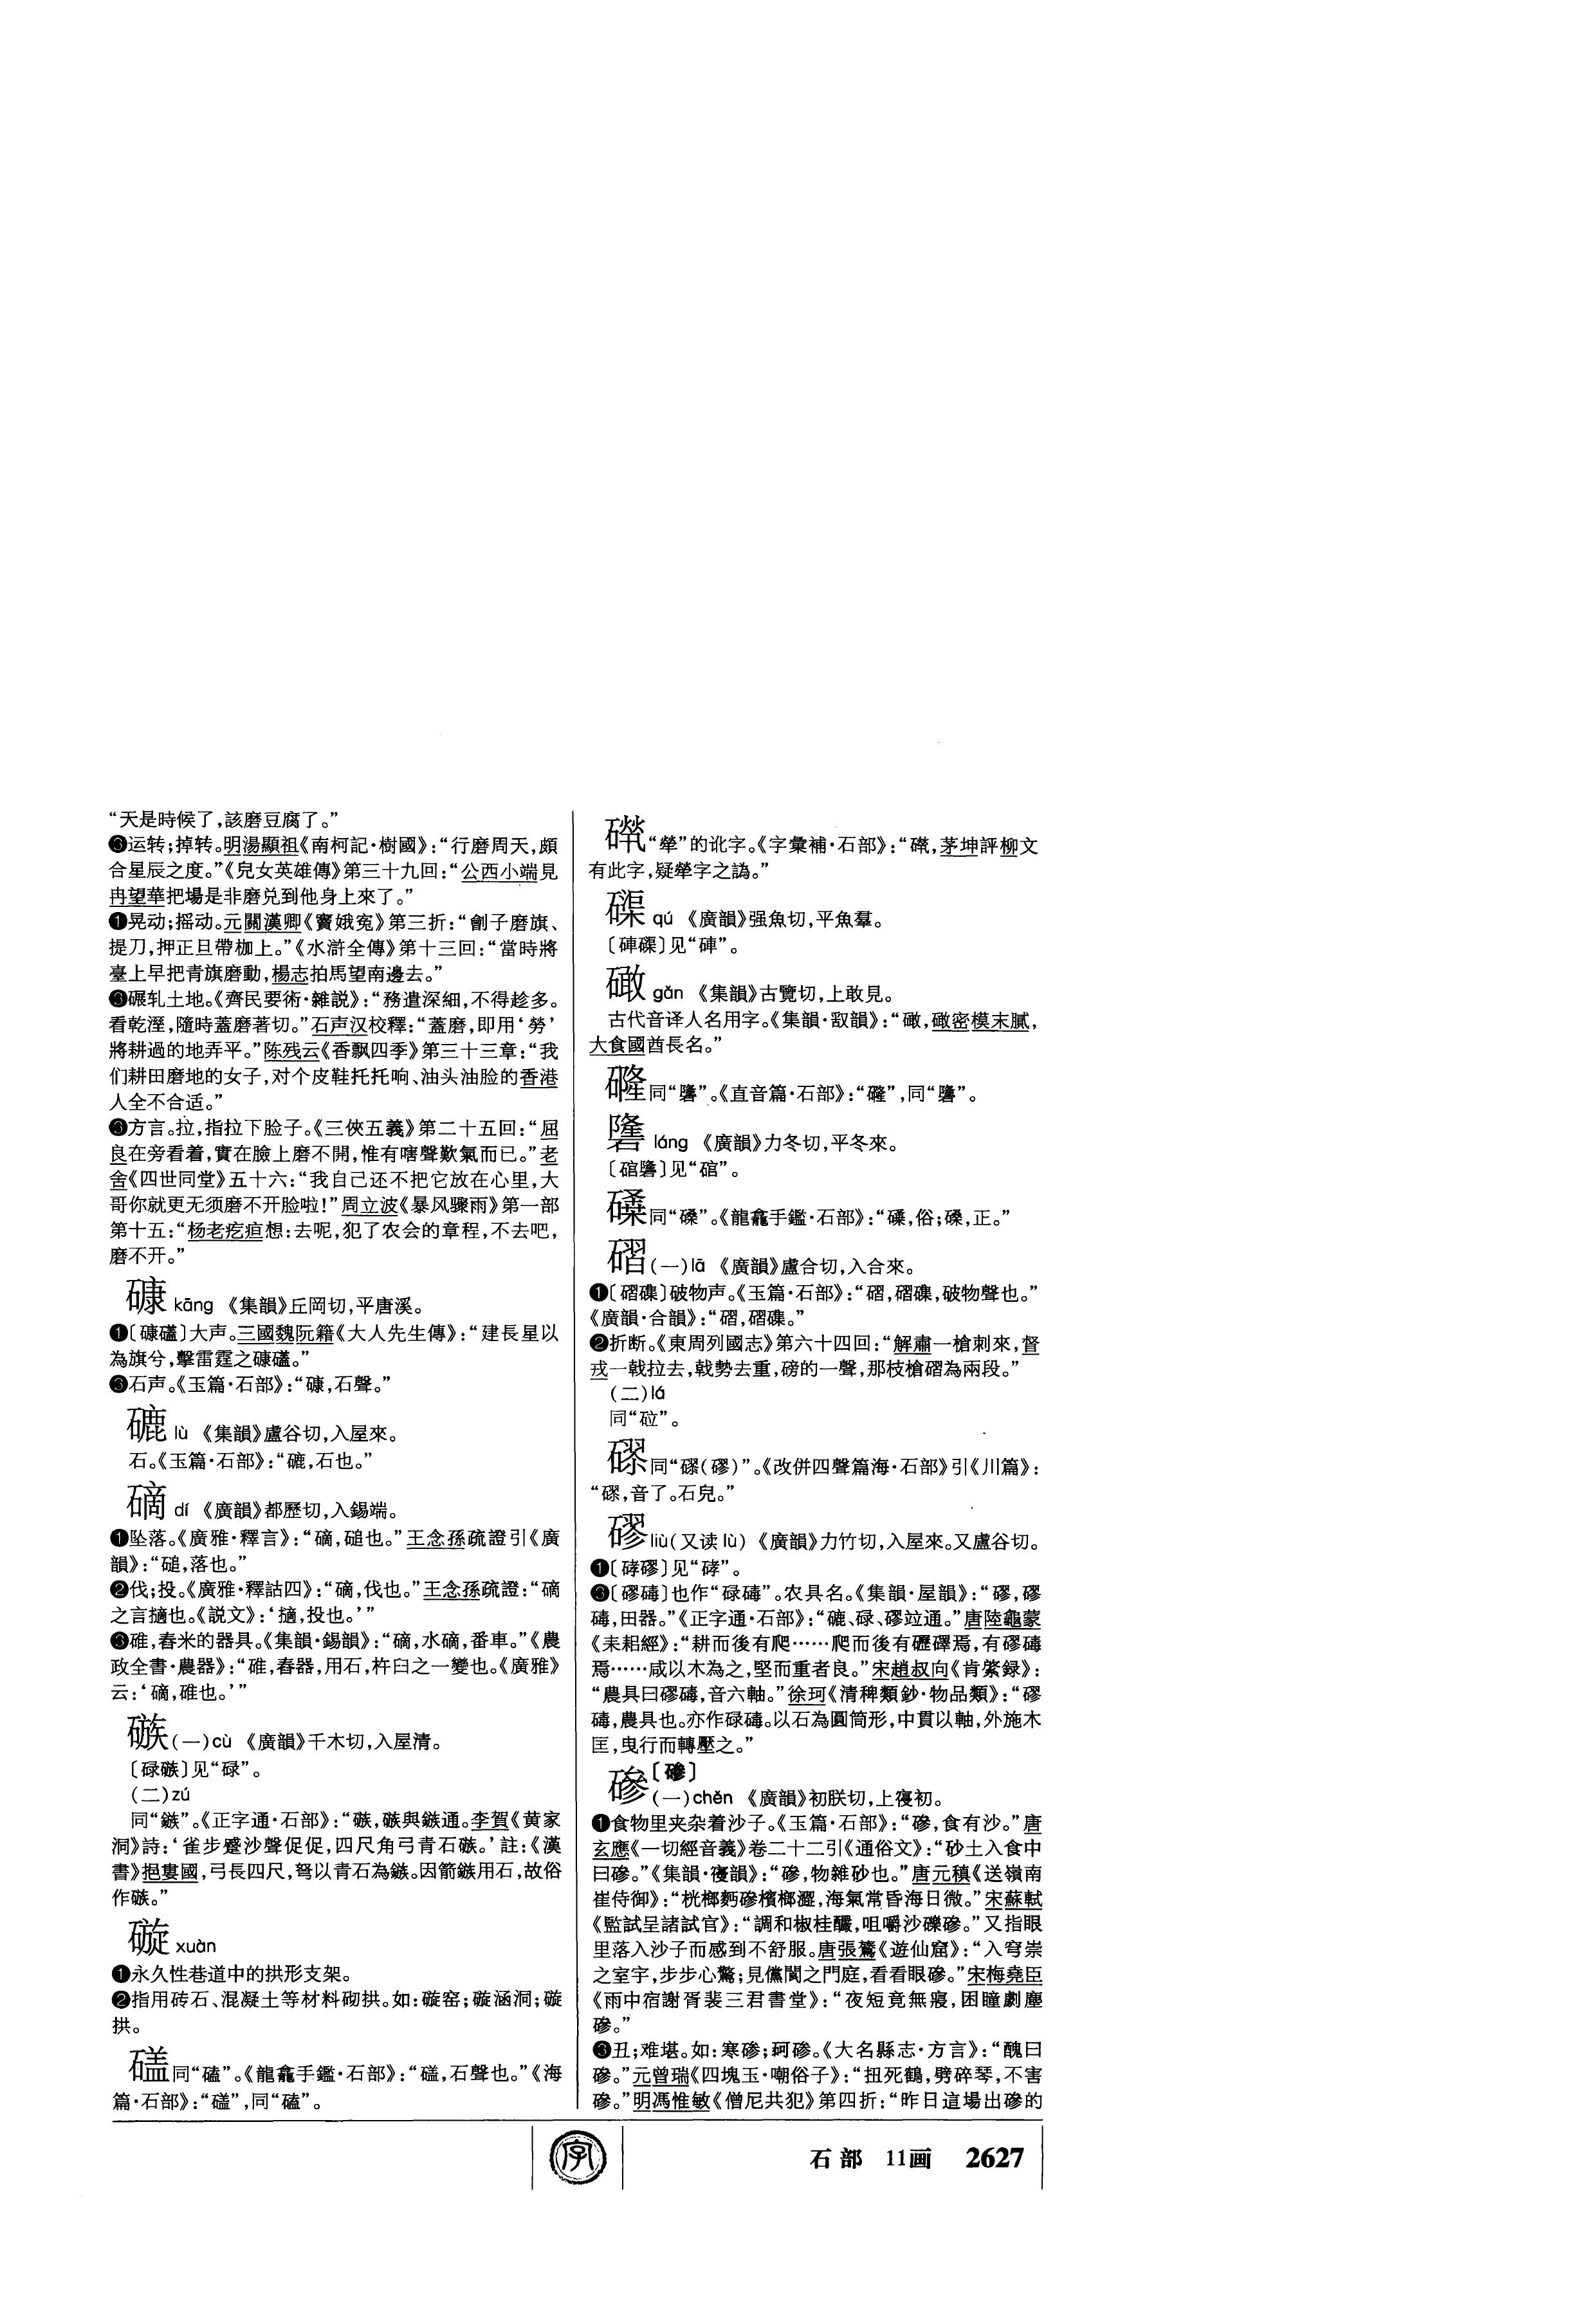 “天是時候了，該磨豆腐了。”
❸运转；掉转。明湯顯祖《南柯記·樹國》：“行磨周天，頗
合星辰之度。”《兒女英雄傳》第三十九回：“公西小端見
冉望華把場是非磨兑到他身上來了。”
❶晃动；摇动。元關漢卿《竇娥寃》第三折：“劊子磨旗、
提刀，押正旦帶枷上。”《水滸全傳》第十三回：“當時將
臺上早把青旗磨動，楊志拍馬望南邊去。”
❸碾轧土地。《齊民要術·雜説》：“務遣深細，不得趁多。
看乾溼，隨時蓋磨著切。”石声汉校釋：“蓋磨，即用‘勞’
將耕過的地弄平。”陈残云《香飘四季》第三十三章：“我
们耕田磨地的女子，对个皮鞋托托响、油头油脸的香港
人全不合适。”
❸方言。拉，指拉下脸子。《三俠五義》第二十五回：“屈
良在旁看着，實在臉上磨不開，惟有嗐聲歎氣而已。”老
舍《四世同堂》五十六：“我自己还不把它放在心里，大
哥你就更无须磨不开脸啦！”周立波《暴风骤雨》第一部
第十五：“杨老疙疸想：去呢，犯了农会的章程，不去吧，
磨不开。”
䃕 kāng 《集韻》丘岡切，平唐溪。
❶〔䃕礚〕大声。三國魏阮籍《大人先生傳》：“建長星以
為旗兮，擊雷霆之䃕礚。”
❸石声。《玉篇·石部》：“䃕，石聲。”
磭 lù 《集韻》盧谷切，入屋來。
石。《玉篇·石部》：“，石也。”
䃍 dí 《廣韻》都歷切，入錫端。
❶坠落。《廣雅·釋言》：“䃍，磓也。”王念孫疏證引《廣
韻》：“磓，落也。”
❷伐；投。《廣雅·釋詁四》：“䃍，伐也。”王念孫疏證：“䃍
之言擿也。《説文》：‘擿，投也。’”
❸碓，舂米的器具。《集韻·錫韻》：“䃍，水䃍，番車。”《農
政全書·農器》：“碓，舂器，用石，杵臼之一變也。《廣雅》
云：‘䃍，碓也。’”
䃚(一)cù 《廣韻》千木切，入屋清。
〔碌䃚〕见“碌”。
(二)zú
同“鏃”。《正字通·石部》：“䃚，䃚與鏃通。李賀《黄家
洞》詩：‘雀步蹙沙聲促促，四尺角弓青石䃚。’註：《漢
書》挹婁國，弓長四尺，弩以青石為鏃。因箭鏃用石，故俗
作䃚。”
䃠 xuàn
❶永久性巷道中的拱形支架。
❷指用砖石、混凝土等材料砌拱。如：䃠窑；䃠涵洞；䃠
拱。
同“磕”。《龍龕手鑑·石部》：“，石聲也。”《海
篇·石部》：“”，同“磕”。
“犖”的讹字。《字彙補·石部》：“，茅坤評柳文
有此字，疑犖字之譌。”
磲 qú 《廣韻》强魚切，平魚羣。
〔硨磲〕见“硨”。
䃭 gǎn 《集韻》古覽切，上敢見。
古代音译人名用字。《集韻·㪚韻》：“，密模末膩，
大食國酋長名。”
同“䃧”。《直音篇·石部》：“”，同“䃧”。
䃧 láng 《廣韻》力冬切，平冬來。
〔䃧〕见“”。
同“磉”。《龍龕手鑑·石部》：“，俗；磉，正。”
磖(一)lā 《廣韻》盧合切，入合來。
❶〔磖磼〕破物声。《玉篇·石部》：“磖，磖磼，破物聲也。”
《廣韻·合韻》：“磖，磖磼。”
❷折断。《東周列國志》第六十四回：“解肅一槍刺來，督
戎一戟拉去，戟勢去重，磅的一聲，那枝槍磖為兩段。”
(二)lá
同“砬”。
同“(磟)”。《改併四聲篇海·石部》引《川篇》：
“，音了。石皃。”
磟 liù(又读lù) 《廣韻》力竹切，入屋來。又盧谷切。
❶〔硣磟〕见“硣”。
❸〔磟碡〕也作“碌碡”。农具名。《集韻·屋韻》：“磟，磟
碡，田器。”《正字通·石部》：“、碌、磟竝通。”唐陸龜蒙
《耒耜經》：“耕而後有爬……爬而後有礰礋焉，有磟碡
焉……咸以木為之，堅而重者良。”宋趙叔向《肯綮録》：
“農具曰磟碡，音六軸。”徐珂《清稗類鈔·物品類》：“磟
碡，農具也。亦作碌碡。以石為圓筒形，中貫以軸，外施木
匡，曳行而轉壓之。”
碜〔磣〕
(一)chěn 《廣韻》初朕切，上寑初。
❶食物里夹杂着沙子。《玉篇·石部》：“磣，食有沙。”唐
玄應《一切經音義》卷二十二引《通俗文》：“砂土入食中
曰磣。”《集韻·寑韻》：“磣，物雜砂也。”唐元稹《送嶺南
崔侍御》：“桄榔麪磣檳榔澀，海氣常昏海日微。”宋蘇軾
《監試呈諸試官》：“調和椒桂釅，咀嚼沙礫磣。”又指眼
里落入沙子而感到不舒服。唐張鷟《遊仙窟》：“入穹崇
之室宇，步步心驚；見儻閬之門庭，看看眼磣。”宋梅堯臣
《雨中宿謝胥裴三君書堂》：“夜短竟無寢，困瞳劇塵
磣。”
❸丑；难堪。如：寒磣；砢磣。《大名縣志·方言》：“醜曰
磣。”元曾瑞《四塊玉·嘲俗子》：“扭死鶴，劈碎琴，不害
磣。”明馮惟敏《僧尼共犯》第四折：“昨日這場出磣的
字
石部 11画 2627